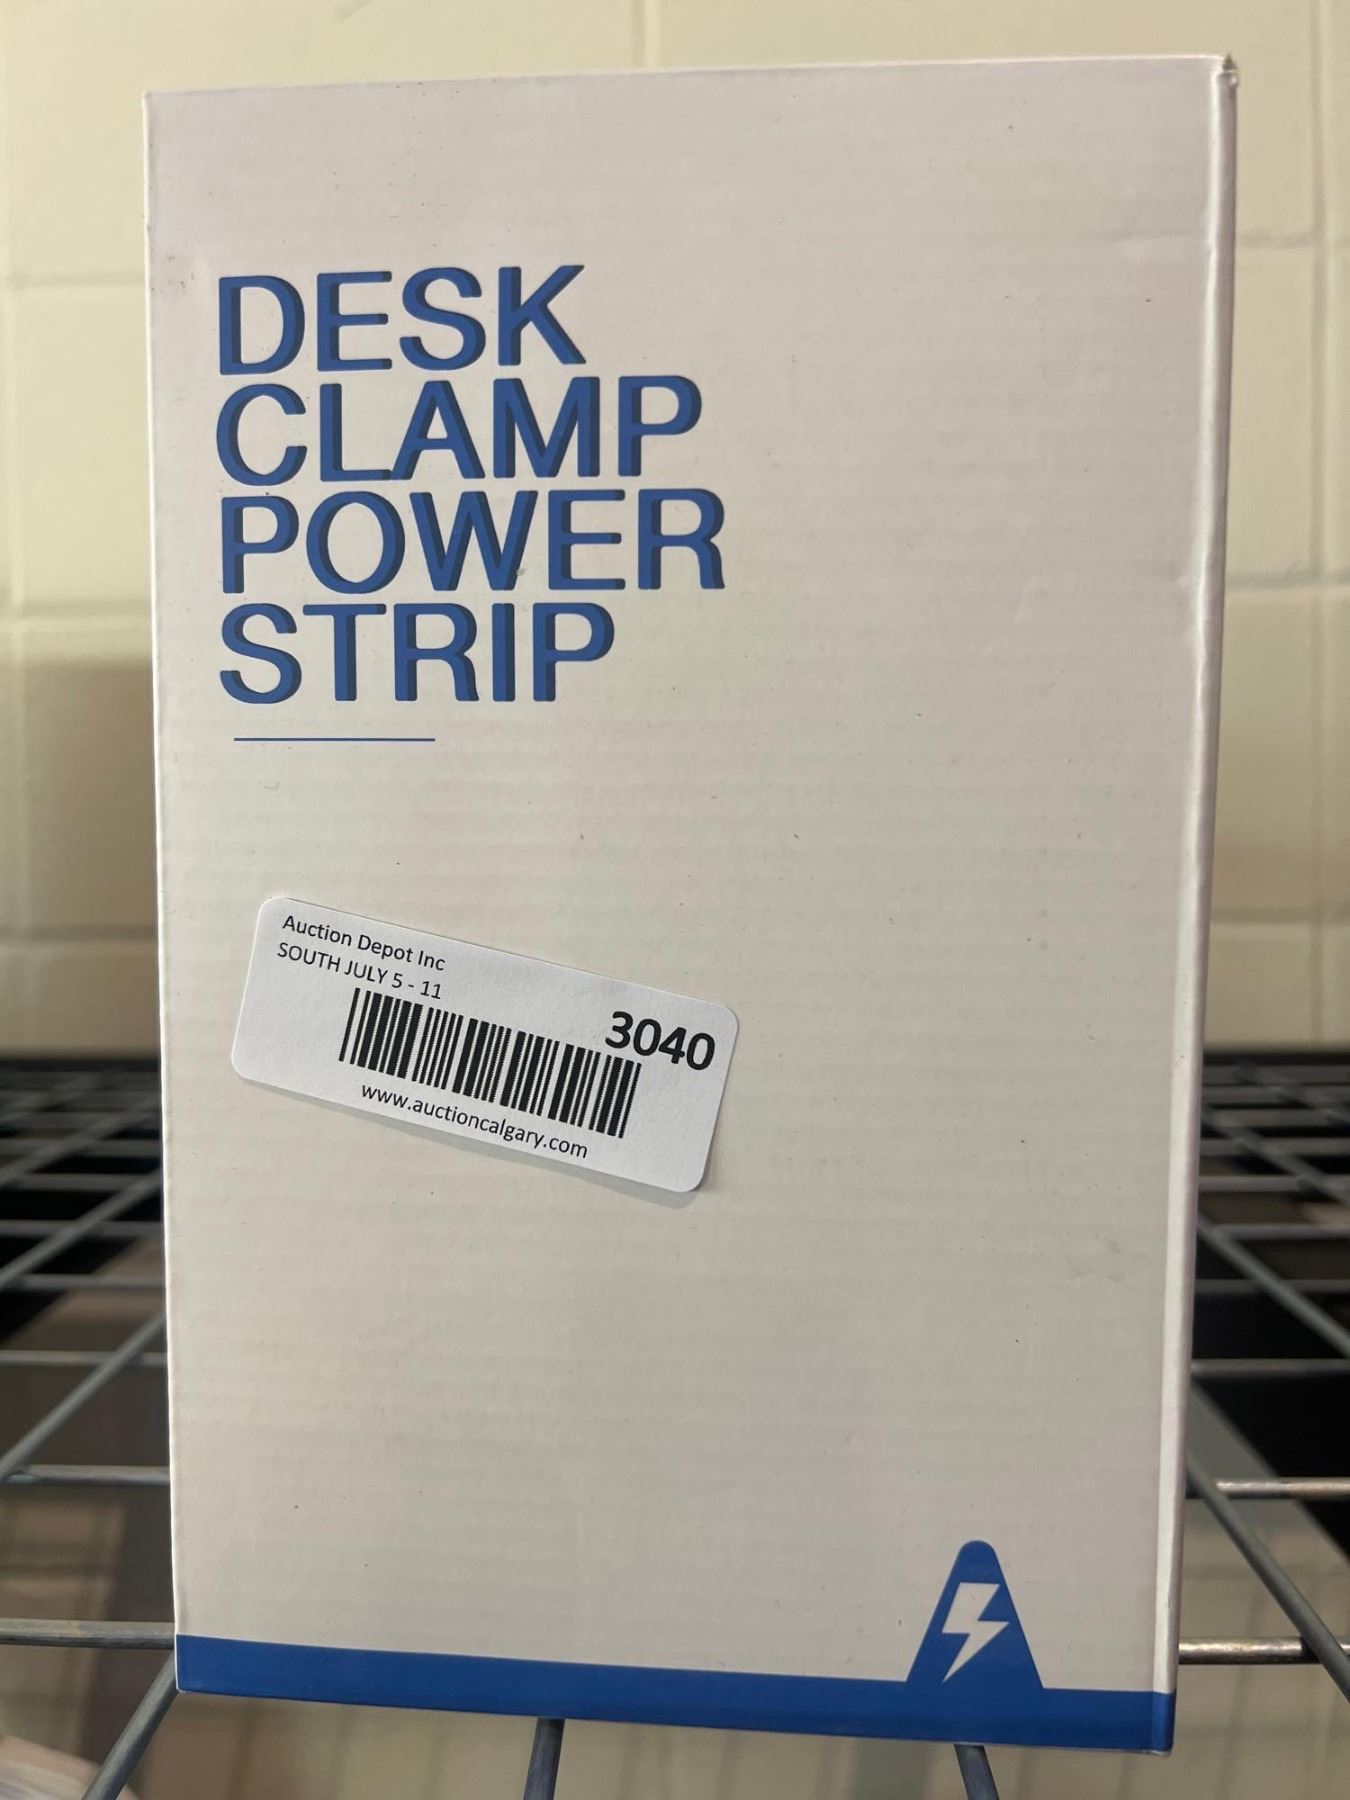 DESK
CLAMP
POWER
STRIP
Auction Depot Inc
SOUTH JULY 5 - 11
3040
www.auctioncalgary.com